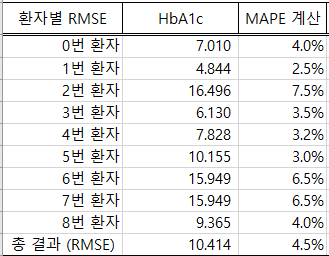 환자별 RMSE HbA1c MAPE 계산
0번 환자 7.010 4.0%
1번 환자 4.844 2.5%
2번 환자 16.496 7.5%
3번 환자 6.130 3.5%
4번 환자 7.828 3.2%
5번 환자 10.155 3.0%
6번 환자 15.949 6.5%
7번 환자 15.949 6.5%
8번 환자 9.365 4.0%
총 결과 (RMSE) 10.414 4.5%